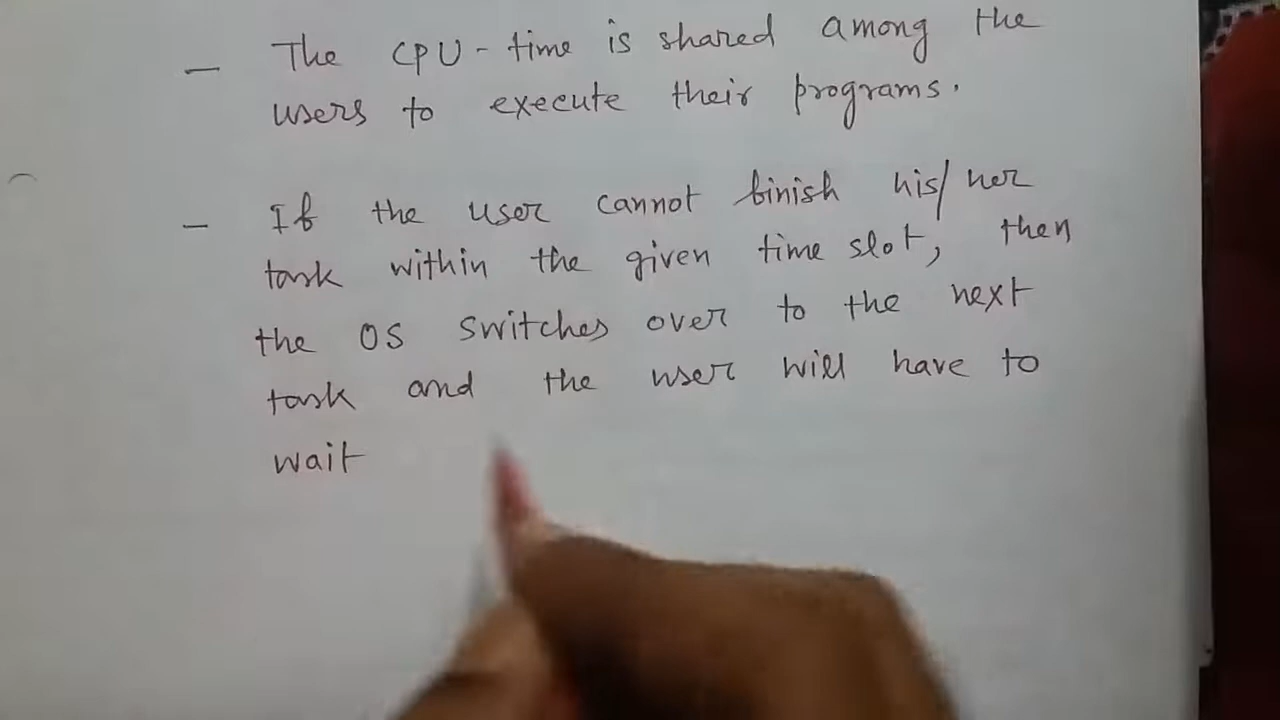 - The CPU-time is shared among the
users to execute their programs.
- If the user cannot finish his/her
task within the given time slot, then
the OS switches over to the next
task and the user will have to
wait